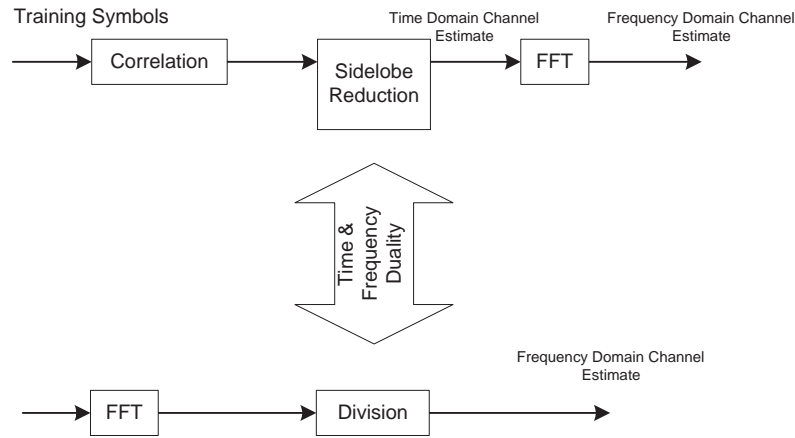 Training Symbols
Time Domain Channel
Estimate
Frequency Domain Channel
Estimate
Correlation
Sidelobe
Reduction
FFT
Time &
Frequency
Duality
Frequency Domain Channel
Estimate
FFT
Division